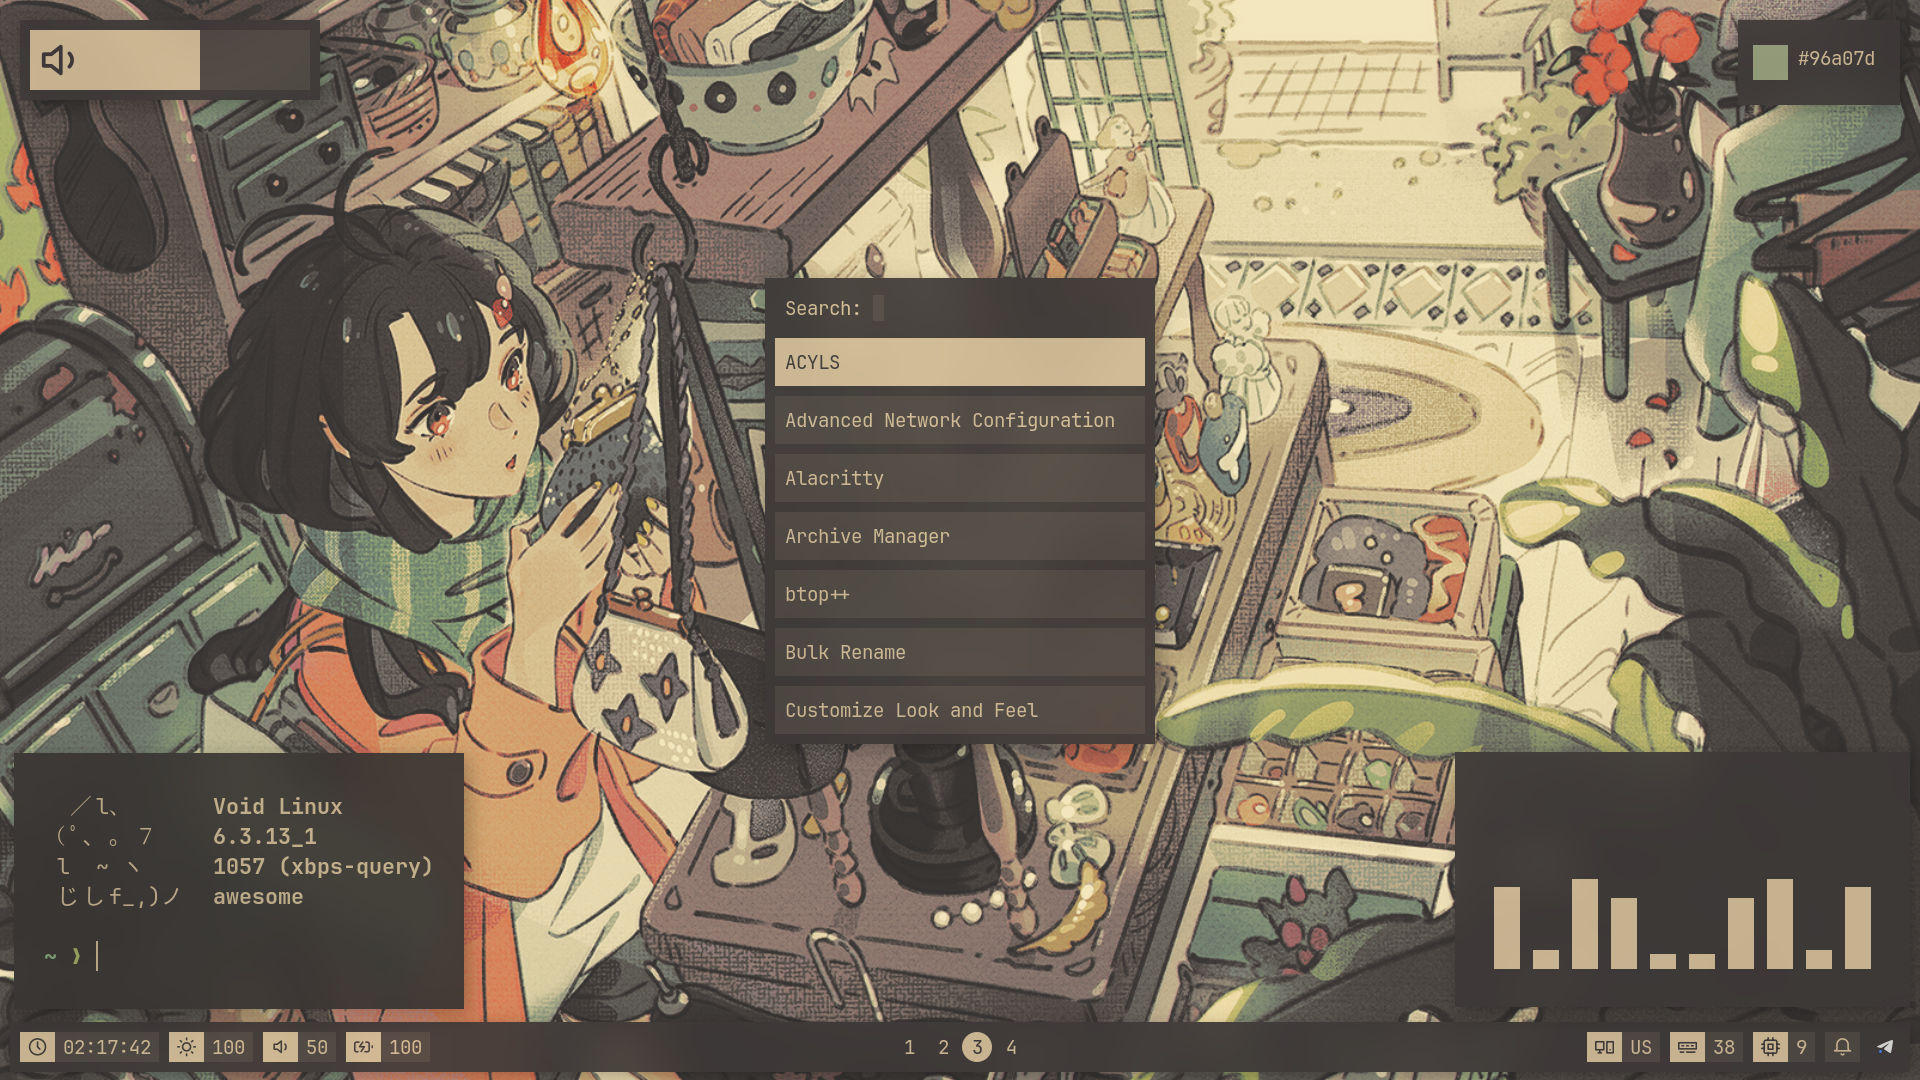 #96a07d
Search:
ACYLS
Advanced Network Configuration
Alacritty
Archive Manager
btop++
Bulk Rename
Customize Look and Feel
／l、 Void Linux
（ﾟ､ ｡ ７ 6.3.13_1
l ~ ヽ 1057 (xbps-query)
じしf_,)ノ awesome
~ ❱
02:17:42 100 50 100 1 2 3 4 US 38 9